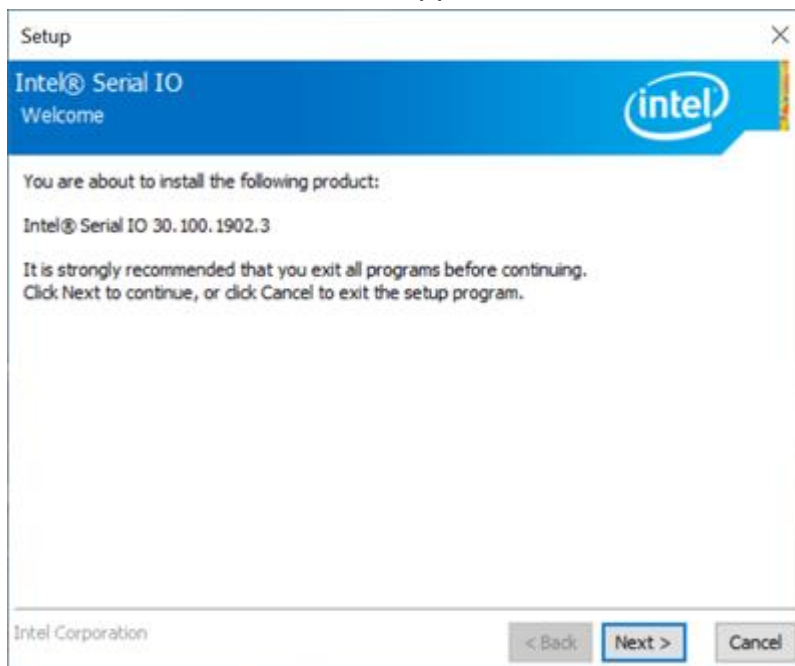 Setup
Intel® Serial IO
Welcome
intel
You are about to install the following product:
Intel® Serial IO 30.100.1902.3
It is strongly recommended that you exit all programs before continuing.
Click Next to continue, or click Cancel to exit the setup program.
Intel Corporation
< Back
Next >
Cancel